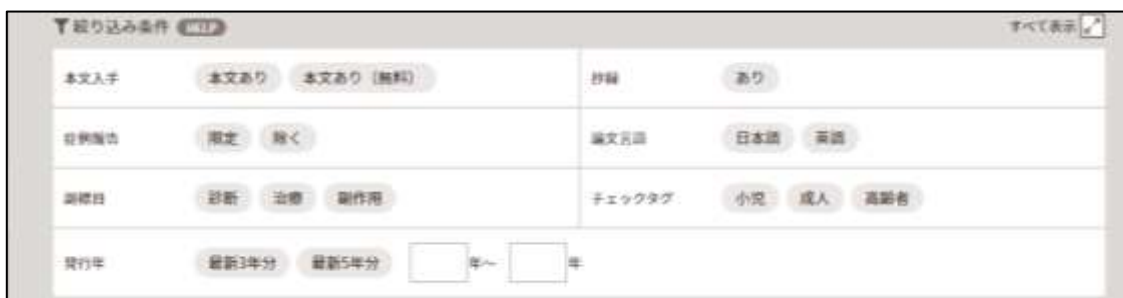 絞り込み条件 HELP すべて表示
本文入手 本文あり 本文あり（無料） 抄録 あり
症例報告 限定 除く 論文言語 日本語 英語
副標目 診断 治療 副作用 チェックタグ 小児 成人 高齢者
発行年 最新3年分 最新5年分 年～ 年